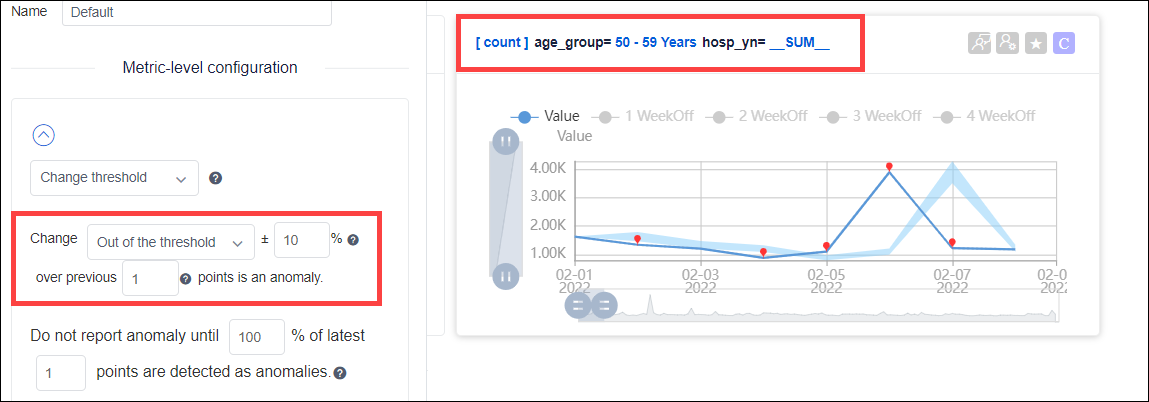 Name Default
Metric-level configuration
Change threshold ?
Change Out of the threshold ± 10 % ?
over previous 1 ? points is an anomaly.
Do not report anomaly until 100 % of latest
1 points are detected as anomalies. ?
[ count ] age_group= 50 - 59 Years hosp_yn= __SUM__
C
Value 1 WeekOff 2 WeekOff 3 WeekOff 4 WeekOff
Value
4.00K
3.00K
2.00K
1.00K
02-01 02-03 02-05 02-07 02-0
2022 2022 2022 2022 2022